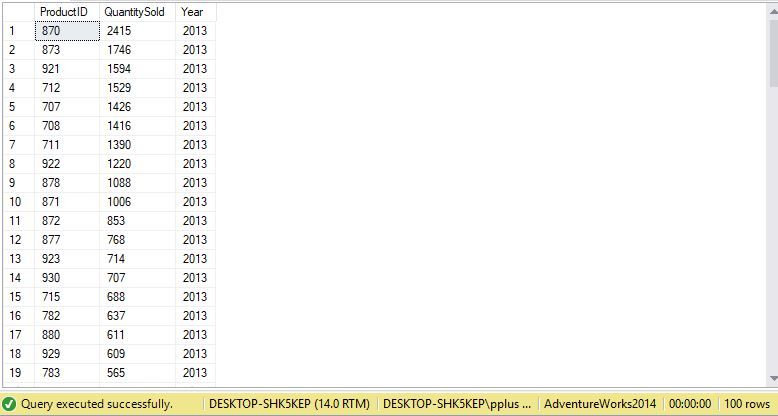 ProductID QuantitySold Year
1 870 2415 2013
2 873 1746 2013
3 921 1594 2013
4 712 1529 2013
5 707 1426 2013
6 708 1416 2013
7 711 1390 2013
8 922 1220 2013
9 878 1088 2013
10 871 1006 2013
11 872 853 2013
12 877 768 2013
13 923 714 2013
14 930 707 2013
15 715 688 2013
16 782 637 2013
17 880 611 2013
18 929 609 2013
19 783 565 2013
Query executed successfully. DESKTOP-SHK5KEP (14.0 RTM) DESKTOP-SHK5KEP\pplus ... AdventureWorks2014 00:00:00 100 rows